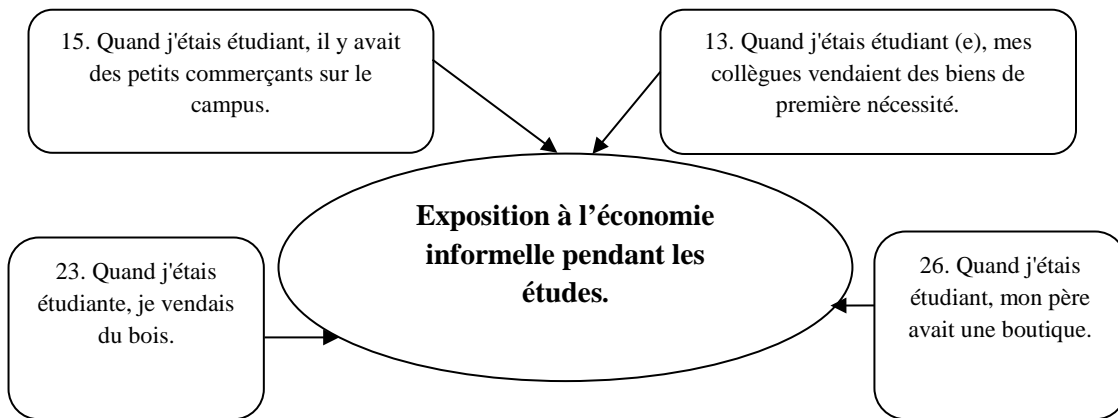 15. Quand j'étais étudiant, il y avait
des petits commerçants sur le
campus.
13. Quand j'étais étudiant (e), mes
collègues vendaient des biens de
première nécessité.
Exposition à l’économie
informelle pendant les
études.
23. Quand j'étais
étudiante, je vendais
du bois.
26. Quand j'étais
étudiant, mon père
avait une boutique.